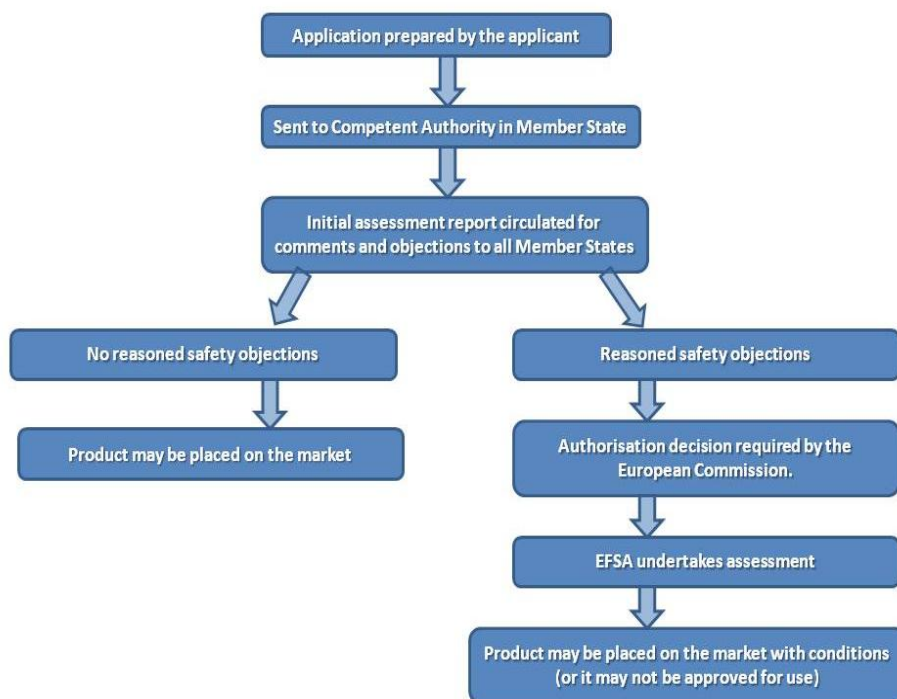 Application prepared by the applicant
Sent to Competent Authority in Member State
Initial assessment report circulated for
comments and objections to all Member States
No reasoned safety objections
Product may be placed on the market
Reasoned safety objections
Authorisation decision required by the
European Commission.
EFSA undertakes assessment
Product may be placed on the market with conditions
(or it may not be approved for use)